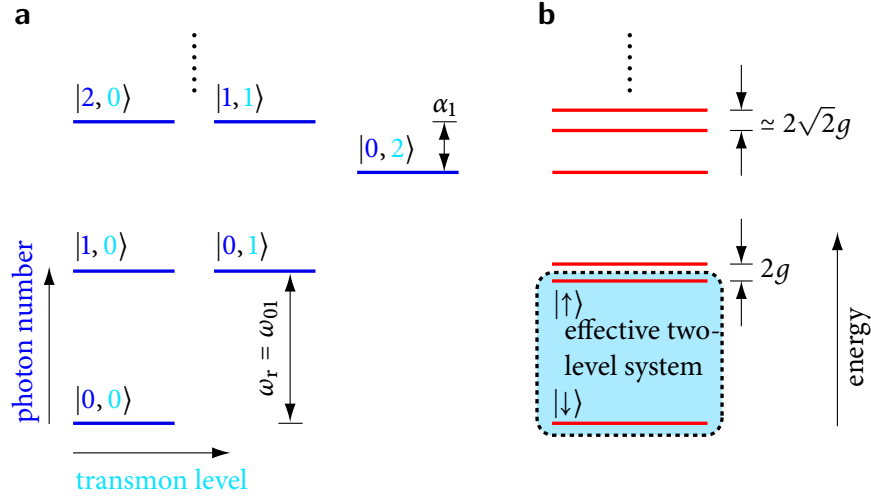 a
|2, 0⟩ |1, 1⟩
α₁
|0, 2⟩
|1, 0⟩ |0, 1⟩
ωᵣ = ω₀₁
|0, 0⟩
photon number
transmon level
b
≃ 2√2g
2g
|↑⟩
effective two-
level system
|↓⟩
energy